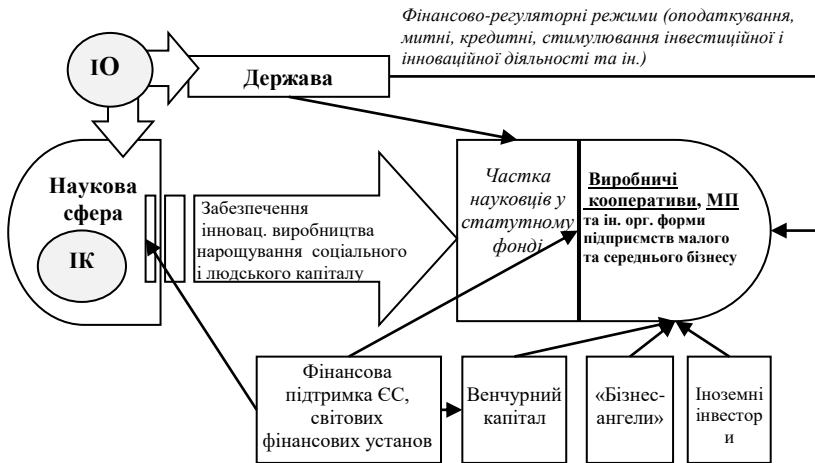 Фінансово-регуляторні режими (оподаткування,
митні, кредитні, стимулювання інвестиційної і
інноваційної діяльності та ін.)
ІО
Держава
Наукова
сфера
ІК
Забезпечення
інновац. виробництва
нарощування соціального
і людського капіталу
Частка
науковців у
статутному
фонді
Виробничі
кооперативи, МП
та ін. орг. форми
підприємств малого
та середнього бізнесу
Фінансова
підтримка ЄС,
світових
фінансових установ
Венчурний
капітал
«Бізнес-
ангели»
Іноземні
інвестор
и